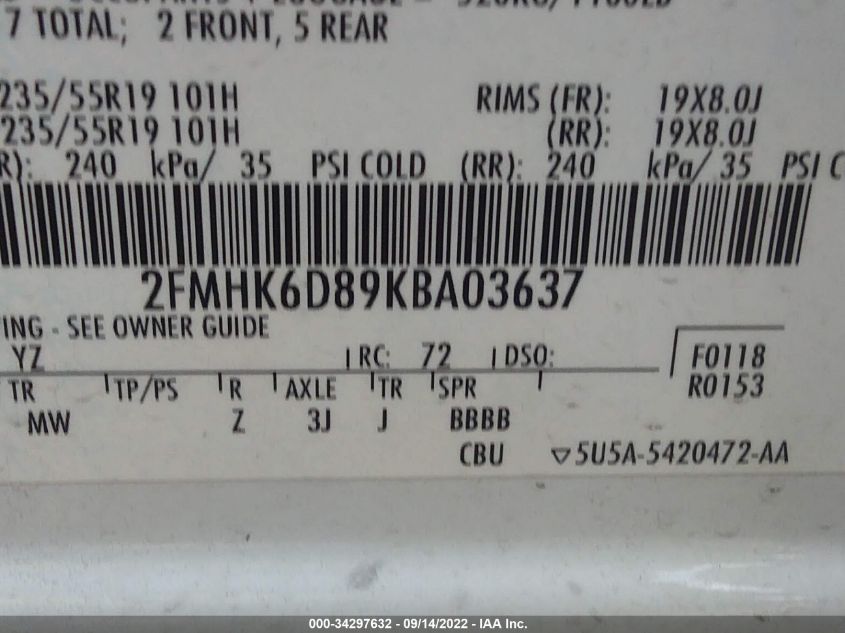 7 TOTAL; 2 FRONT, 5 REAR
235/55R19 101H RIMS (FR): 19X8.0J
235/55R19 101H (RR): 19X8.0J
R): 240 kPa/ 35 PSI COLD (RR): 240 kPa/ 35 PSI C
2FMHK6D89KBA03637
TING - SEE OWNER GUIDE
YZ RC: 72 DSO: F0118
TR TP/PS R AXLE TR SPR R0153
MW Z 3J J BBBB
CBU ▽5U5A-5420472-AA
000-34297632 - 09/14/2022 - IAA Inc.